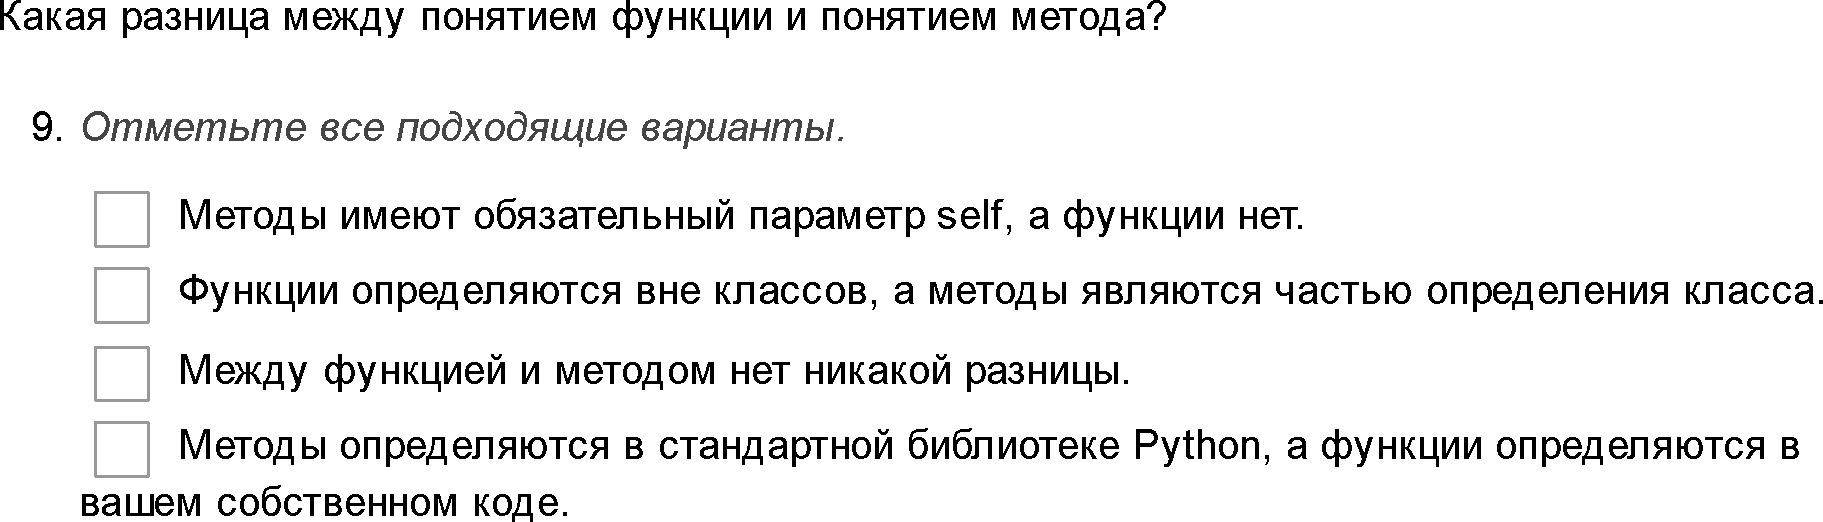 Какая разница между понятием функции и понятием метода?
9. Отметьте все подходящие варианты.
Методы имеют обязательный параметр self, а функции нет.
Функции определяются вне классов, а методы являются частью определения класса.
Между функцией и методом нет никакой разницы.
Методы определяются в стандартной библиотеке Python, а функции определяются в
вашем собственном коде.